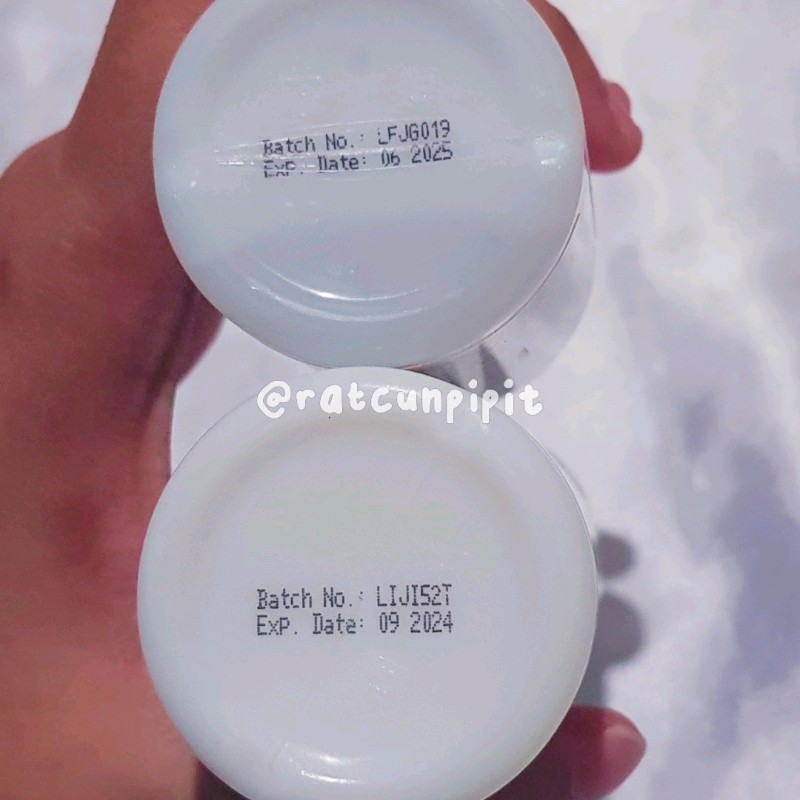 Batch No.: LFJG019
Exp. Date: 06 2025
@ratcunpipit
Batch No.: LIJI52T
Exp. Date: 09 2024